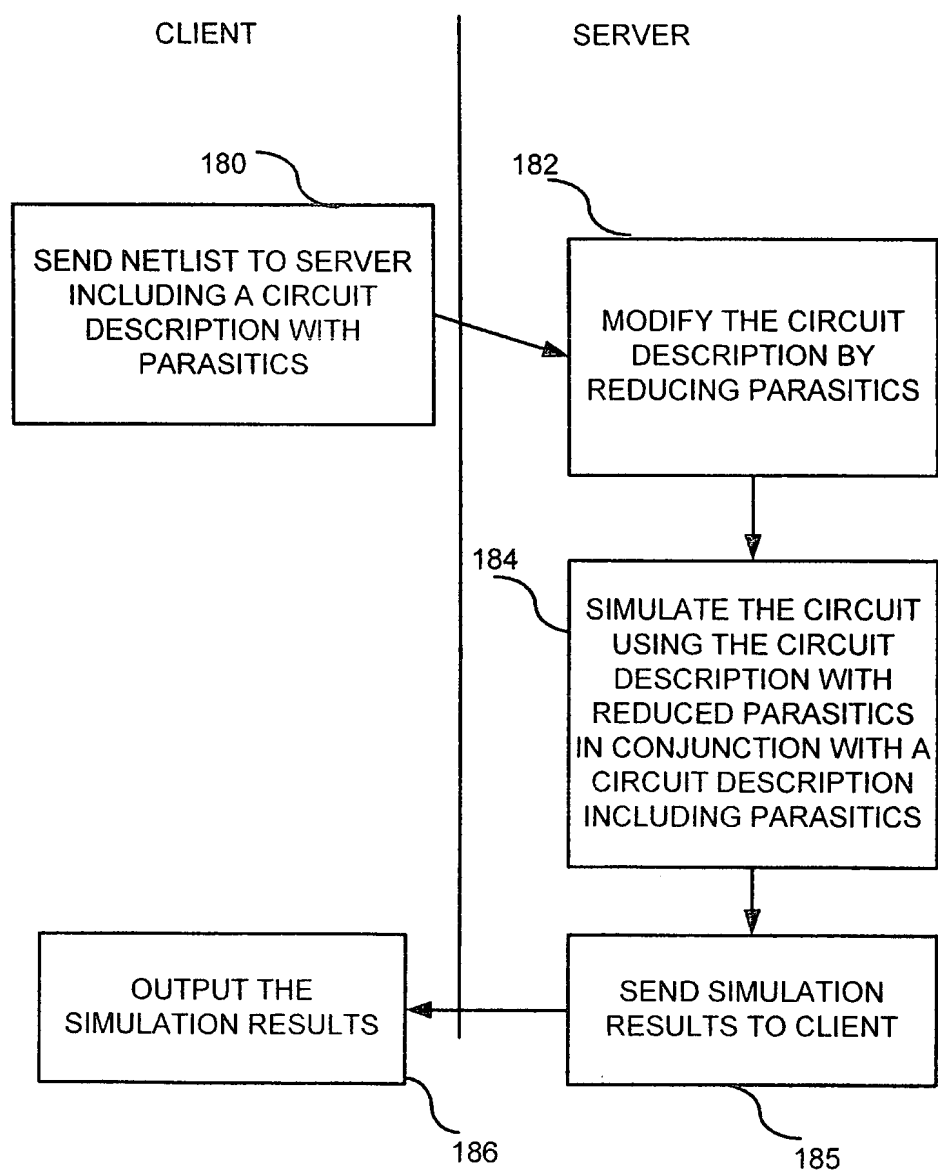 CLIENT
SERVER
180
182
SEND NETLIST TO SERVER
INCLUDING A CIRCUIT
DESCRIPTION WITH
PARASITICS
MODIFY THE CIRCUIT
DESCRIPTION BY
REDUCING PARASITICS
184
SIMULATE THE CIRCUIT
USING THE CIRCUIT
DESCRIPTION WITH
REDUCED PARASITICS
IN CONJUNCTION WITH A
CIRCUIT DESCRIPTION
INCLUDING PARASITICS
OUTPUT THE
SIMULATION RESULTS
SEND SIMULATION
RESULTS TO CLIENT
186
185